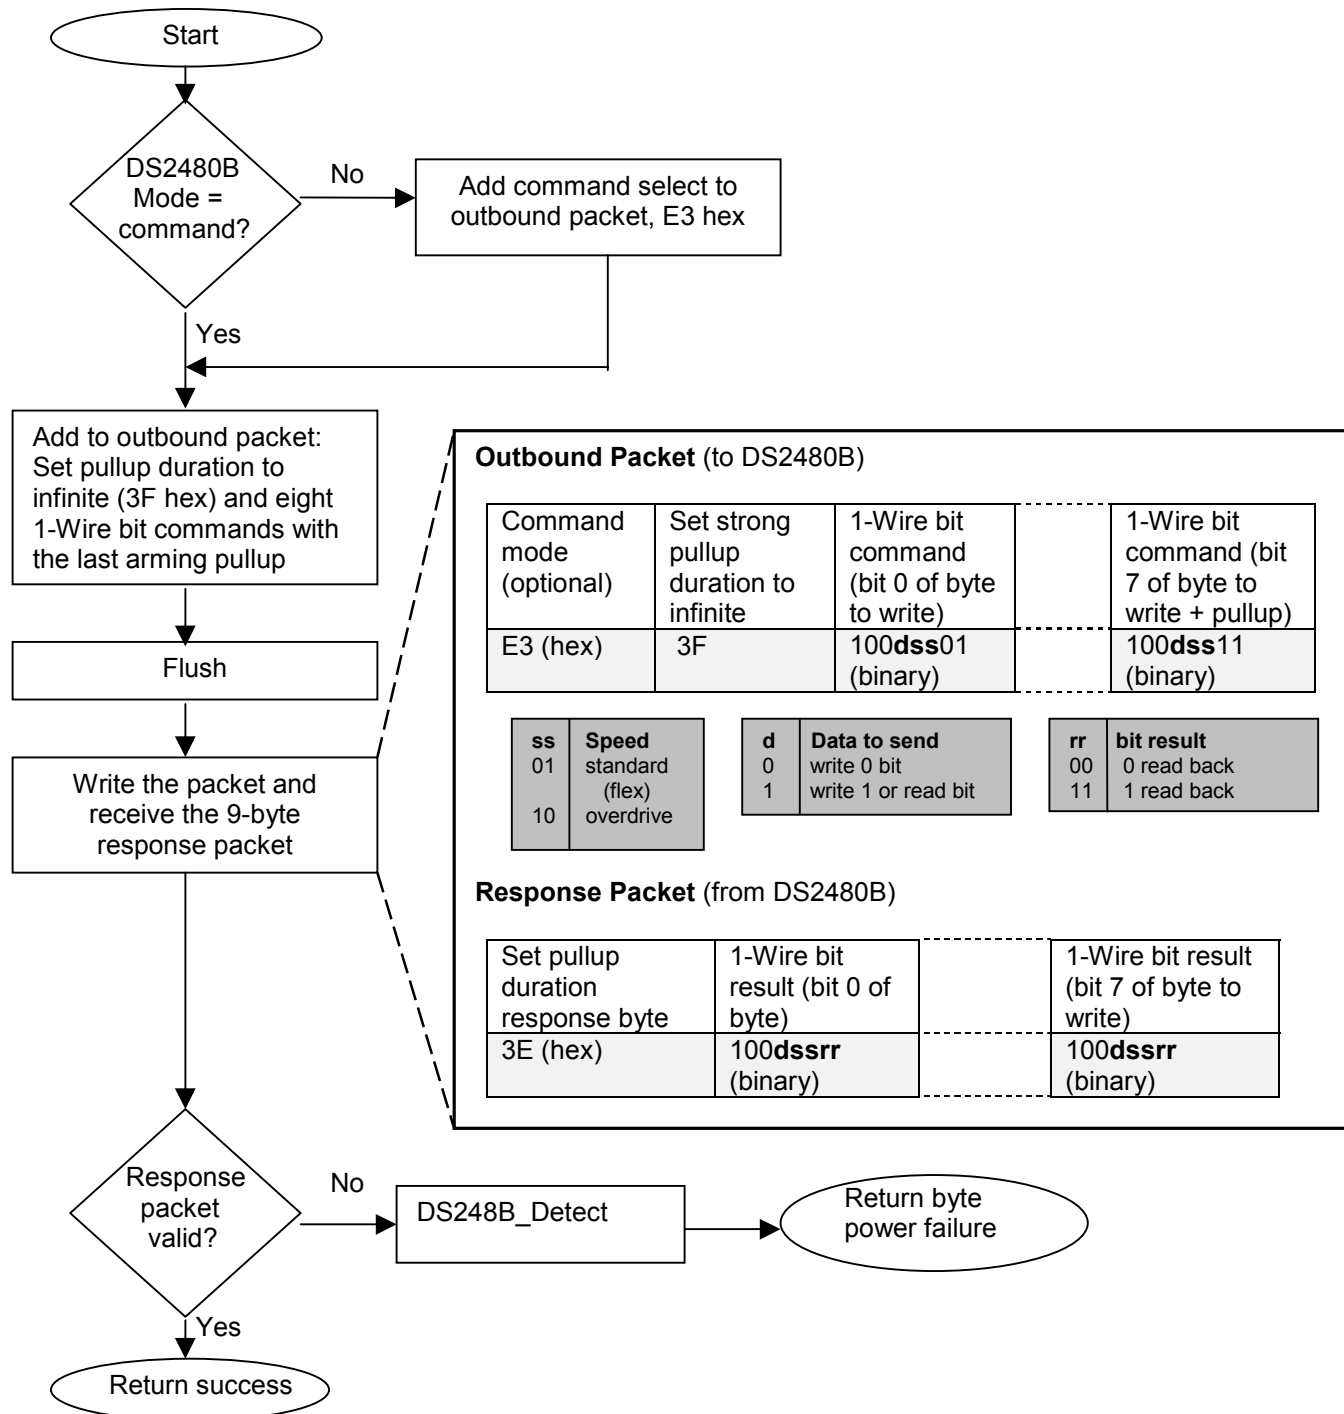 Start
DS2480B
Mode =
command?
No
Add command select to
outbound packet, E3 hex
Yes
Add to outbound packet:
Set pullup duration to
infinite (3F hex) and eight
1-Wire bit commands with
the last arming pullup
Flush
Write the packet and
receive the 9-byte
response packet
Outbound Packet (to DS2480B)
Command
mode
(optional)
Set strong
pullup
duration to
infinite
1-Wire bit
command
(bit 0 of byte
to write)
1-Wire bit
command (bit
7 of byte to
write + pullup)
E3 (hex)
3F
100dss01
(binary)
100dss11
(binary)
ss Speed
01 standard
(flex)
10 overdrive
d Data to send
0 write 0 bit
1 write 1 or read bit
rr bit result
00 0 read back
11 1 read back
Response Packet (from DS2480B)
Set pullup
duration
response byte
1-Wire bit
result (bit 0 of
byte)
1-Wire bit result
(bit 7 of byte to
write)
3E (hex)
100dssrr
(binary)
100dssrr
(binary)
Response
packet
valid?
No
DS248B_Detect
Return byte
power failure
Yes
Return success